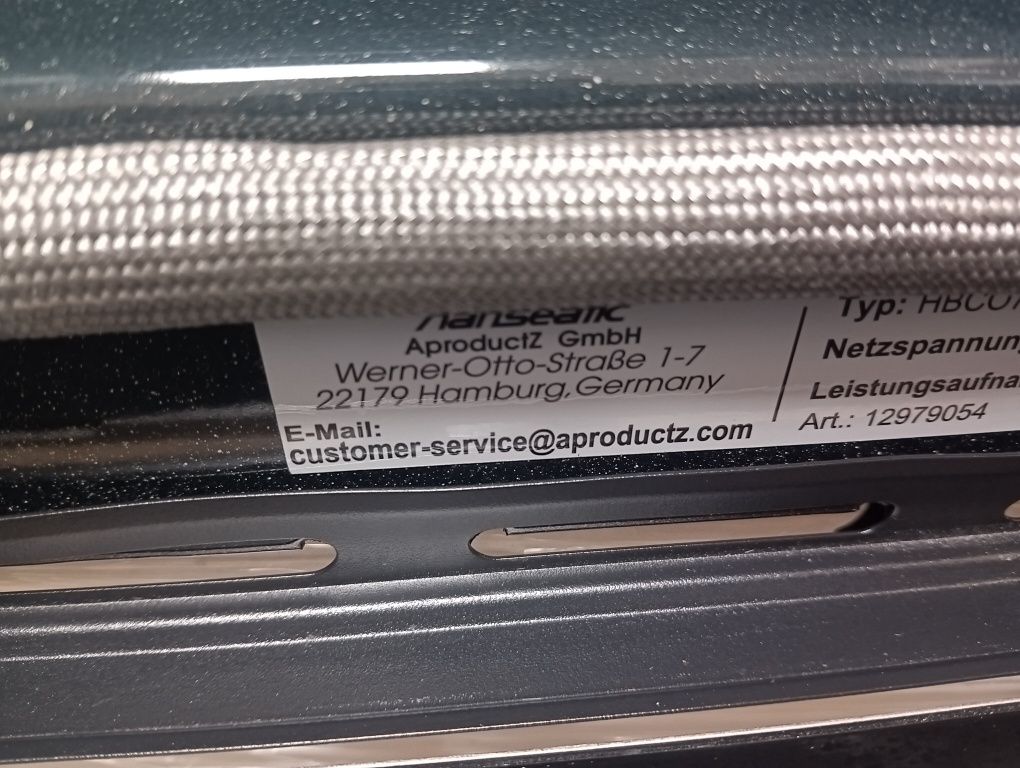 Hanseatic
AproductZ GmbH
Werner-Otto-Straße 1-7
22179 Hamburg,Germany
E-Mail:
customer-service@aproductz.com
Typ: HBCO
Netzspannun
Leistungsaufna
Art.: 12979054